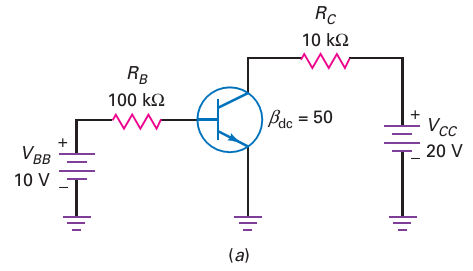 R_C
10 kΩ
R_B
100 kΩ
β_dc = 50
+
V_BB
10 V
−
+
V_CC
20 V
−
(a)